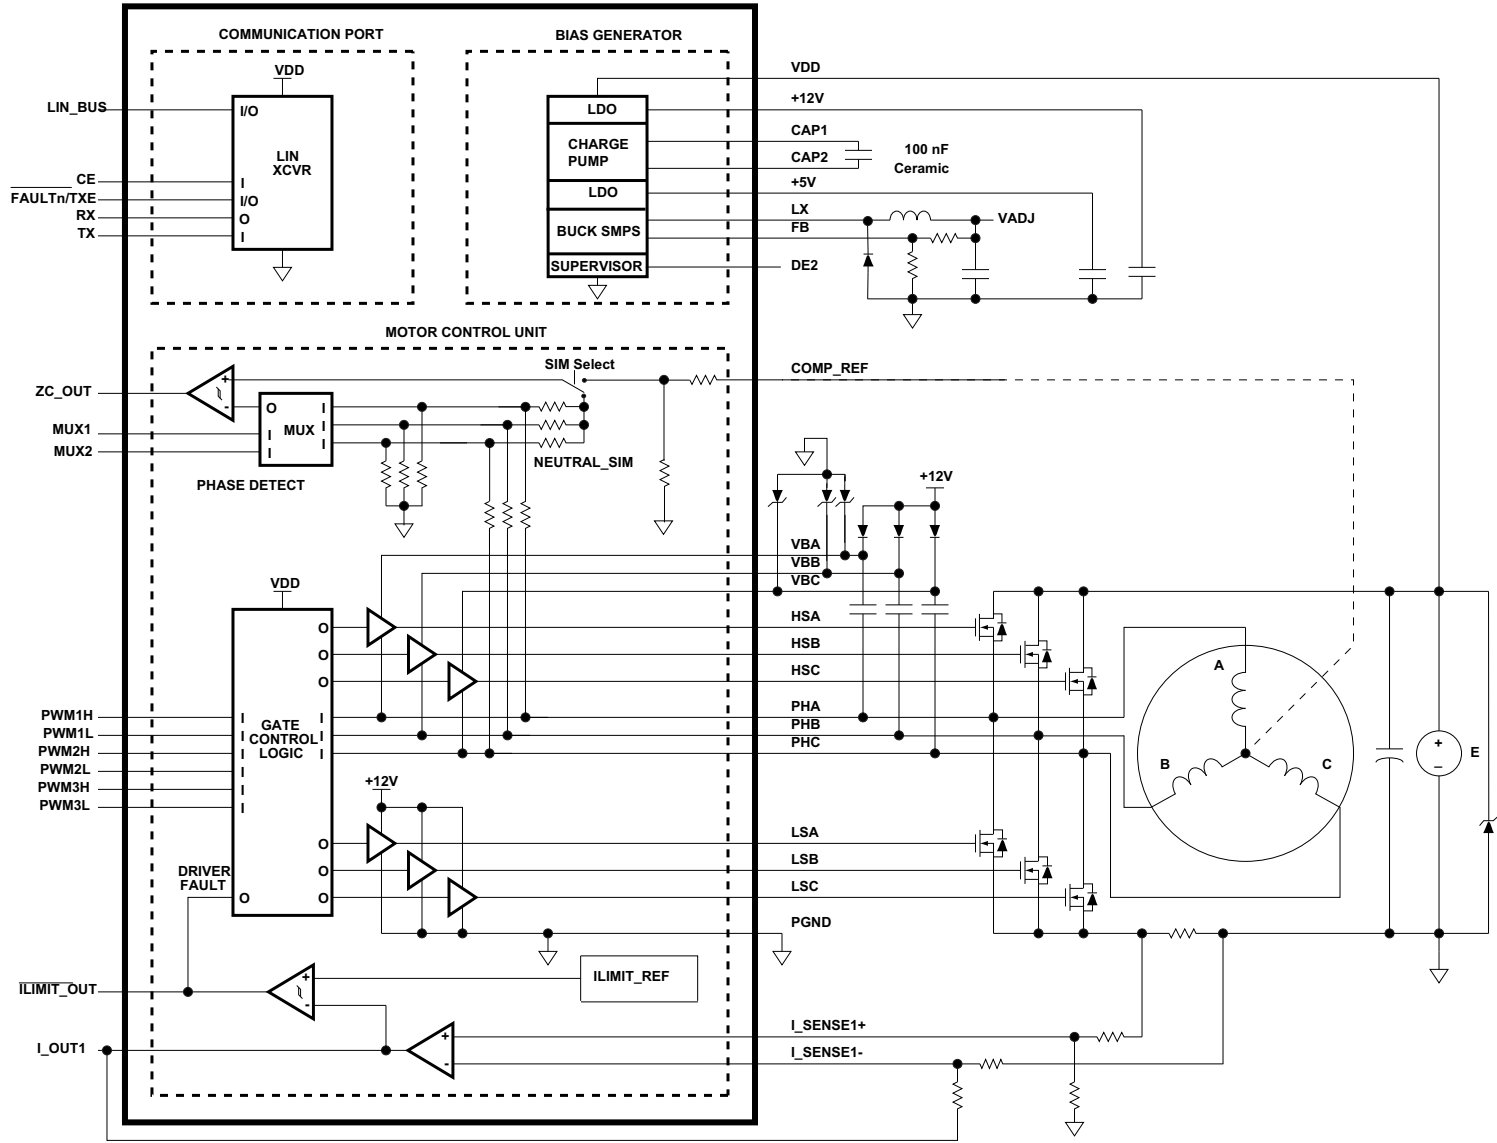 COMMUNICATION PORT
BIAS GENERATOR
VDD
LIN_BUS
I/O
LIN
XCVR
CE
I
FAULTn/TXE
I/O
RX
O
TX
I
LDO
CHARGE
PUMP
LDO
BUCK SMPS
SUPERVISOR
VDD
+12V
CAP1
100 nF
Ceramic
CAP2
+5V
LX
VADJ
FB
DE2
MOTOR CONTROL UNIT
SIM Select
COMP_REF
ZC_OUT
+
-
O
I
MUX1
I
MUX
I
MUX2
I
I
NEUTRAL_SIM
PHASE DETECT
+12V
VBA
VBB
VBC
VDD
O
HSA
O
HSB
O
HSC
PWM1H
I
GATE
CONTROL
LOGIC
I
PHA
PWM1L
I
I
PHB
PWM2H
I
I
PHC
PWM2L
I
PWM3H
I
PWM3L
I
+12V
A
B
C
+
–
E
O
LSA
O
LSB
DRIVER
FAULT
O
O
LSC
PGND
ILIMIT_OUT
+
-
ILIMIT_REF
I_OUT1
+
-
I_SENSE1+
I_SENSE1-